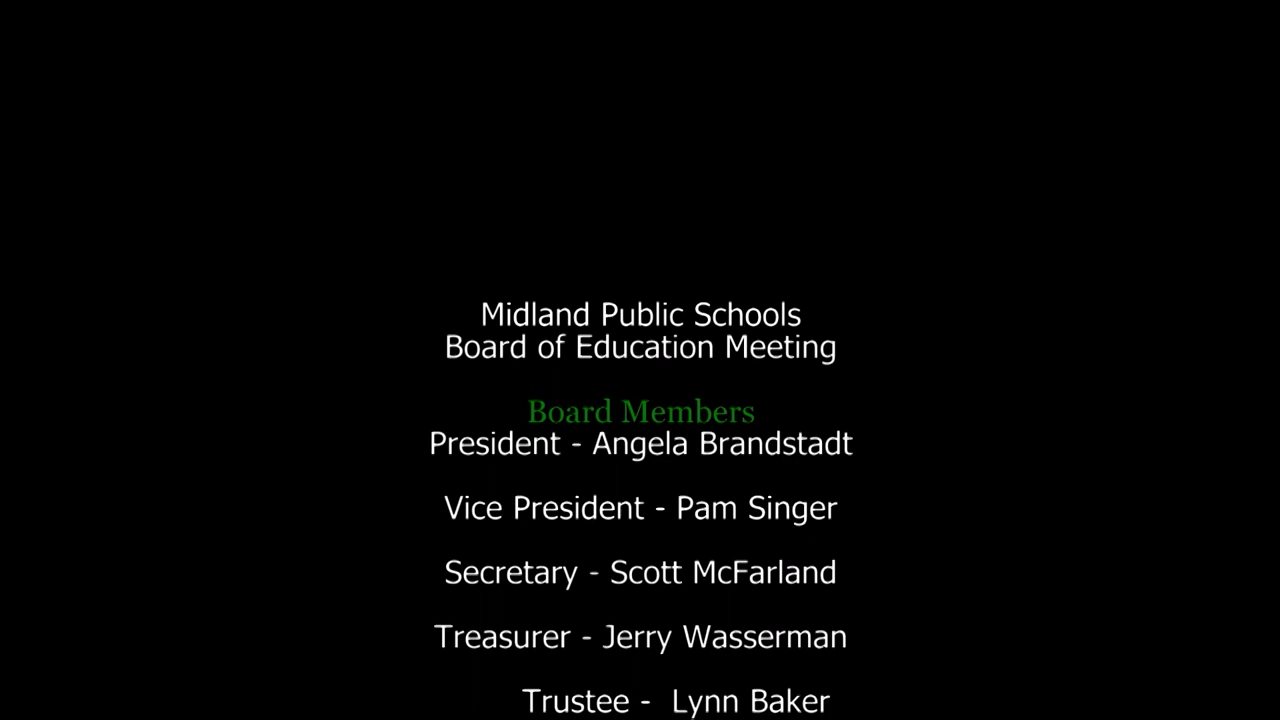 Midland Public Schools
Board of Education Meeting
Board Members
President - Angela Brandstadt
Vice President - Pam Singer
Secretary - Scott McFarland
Treasurer - Jerry Wasserman
Trustee -  Lynn Baker